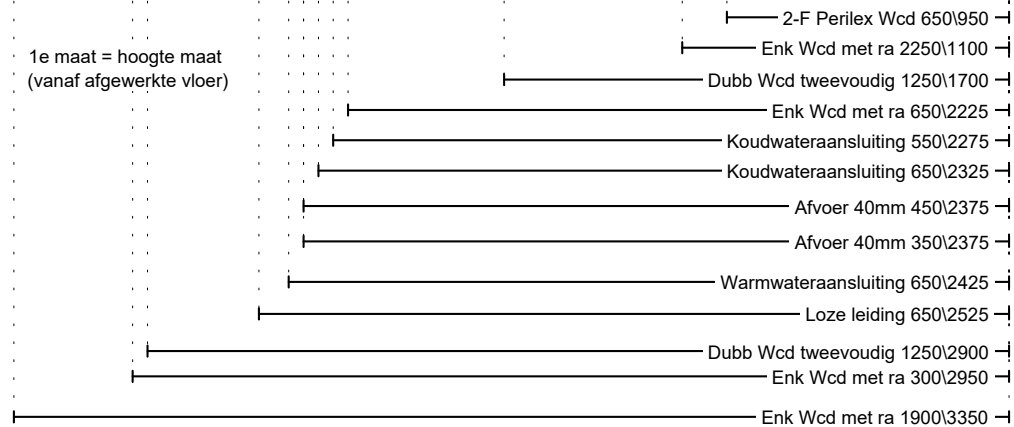 2-F Perilex Wcd 650\950
1e maat = hoogte maat
(vanaf afgewerkte vloer)
Enk Wcd met ra 2250\1100
Dubb Wcd tweevoudig 1250\1700
Enk Wcd met ra 650\2225
Koudwateraansluiting 550\2275
Koudwateraansluiting 650\2325
Afvoer 40mm 450\2375
Afvoer 40mm 350\2375
Warmwateraansluiting 650\2425
Loze leiding 650\2525
Dubb Wcd tweevoudig 1250\2900
Enk Wcd met ra 300\2950
Enk Wcd met ra 1900\3350